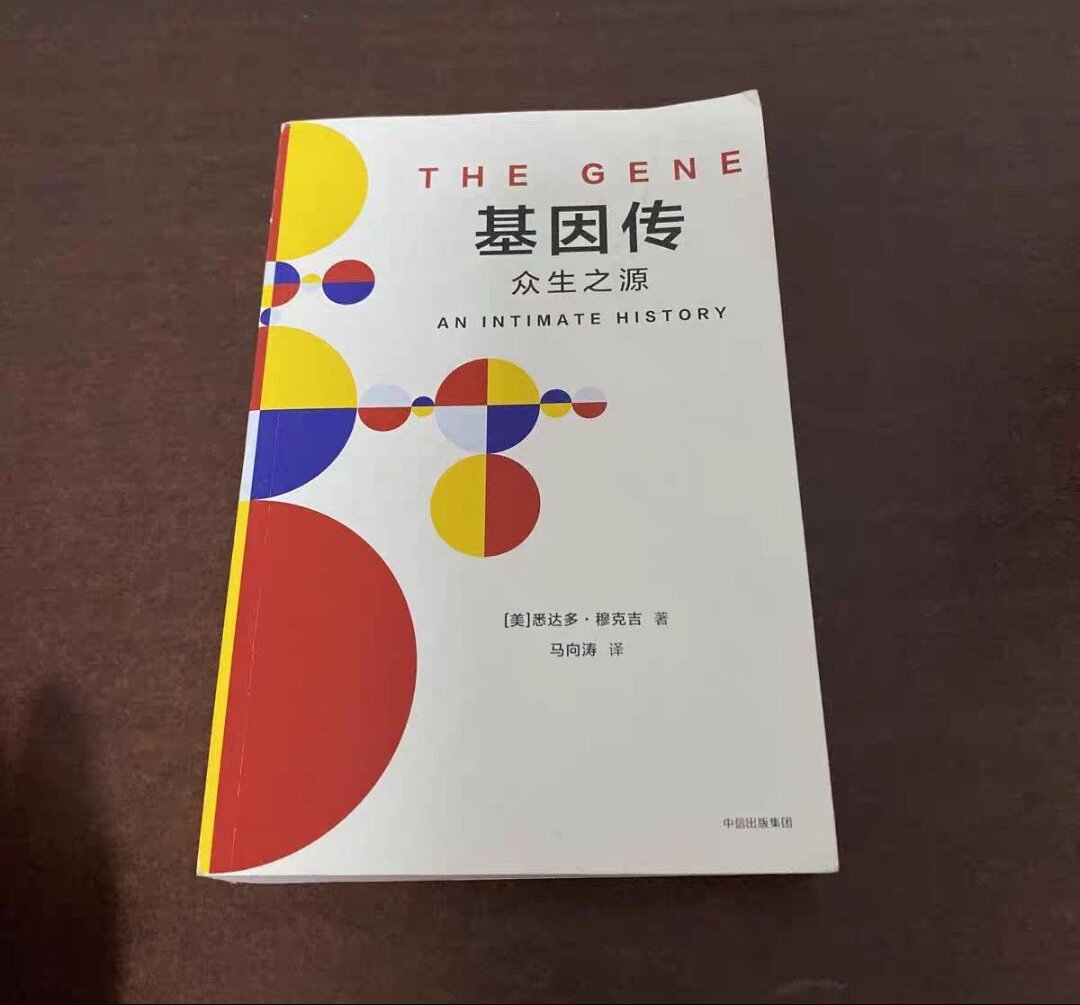 THE GENE
基因传
众生之源
AN INTIMATE HISTORY
[美]悉达多·穆克吉 著
马向涛 译
中信出版集团